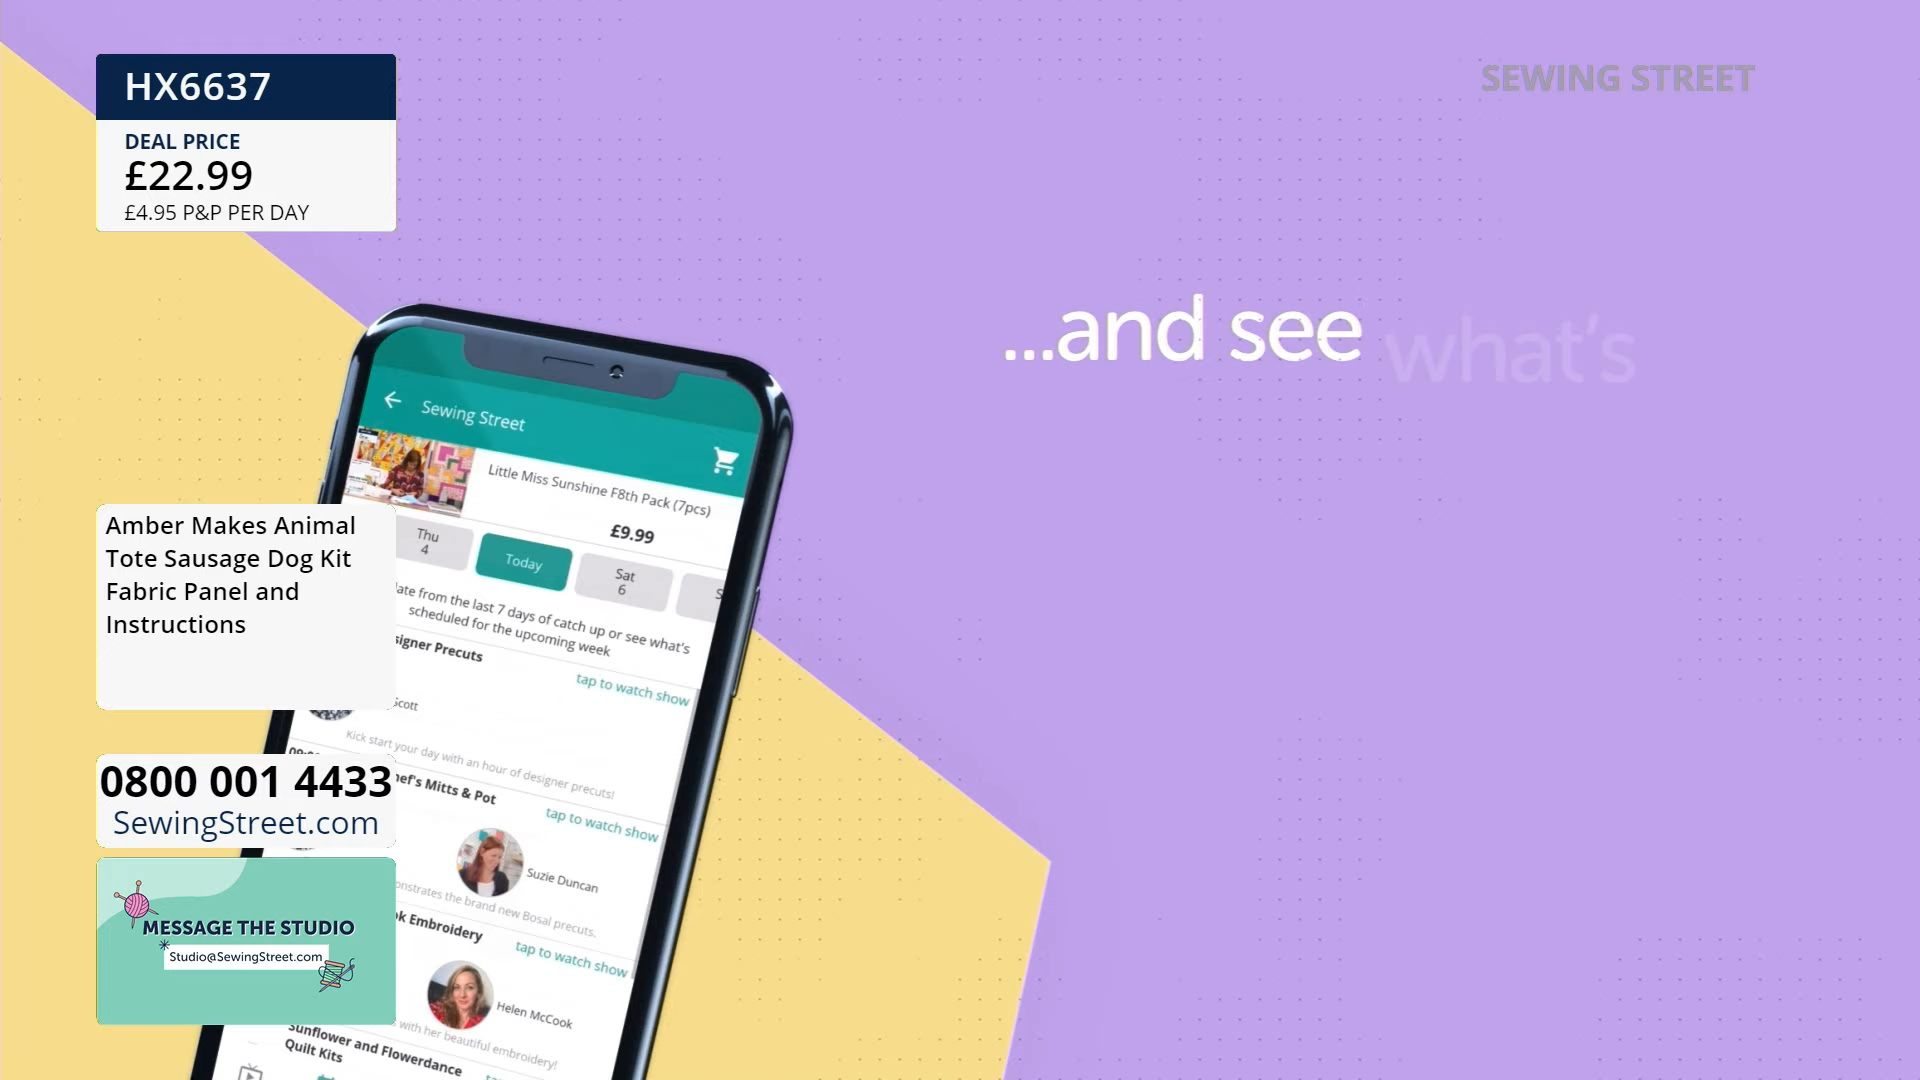 HX6637
DEAL PRICE
£22.99
£4.95 P&P PER DAY
SEWING STREET
...and see what's
Sewing Street
Little Miss Sunshine F8th Pack (7pcs)
£9.99
Thu
4
Today
Sat
6
S
ate from the last 7 days of catch up or see what's
scheduled for the upcoming week
signer Precuts
tap to watch show
Scott
Kick start your day with an hour of designer precuts!
hef's Mitts & Pot
tap to watch show
Suzie Duncan
onstrates the brand new Bosal precuts.
ok Embroidery
tap to watch show
Helen McCook
s with her beautiful embroidery!
Sunflower and Flowerdance
Quilt Kits
Amber Makes Animal
Tote Sausage Dog Kit
Fabric Panel and
Instructions
0800 001 4433
SewingStreet.com
MESSAGE THE STUDIO
Studio@SewingStreet.com